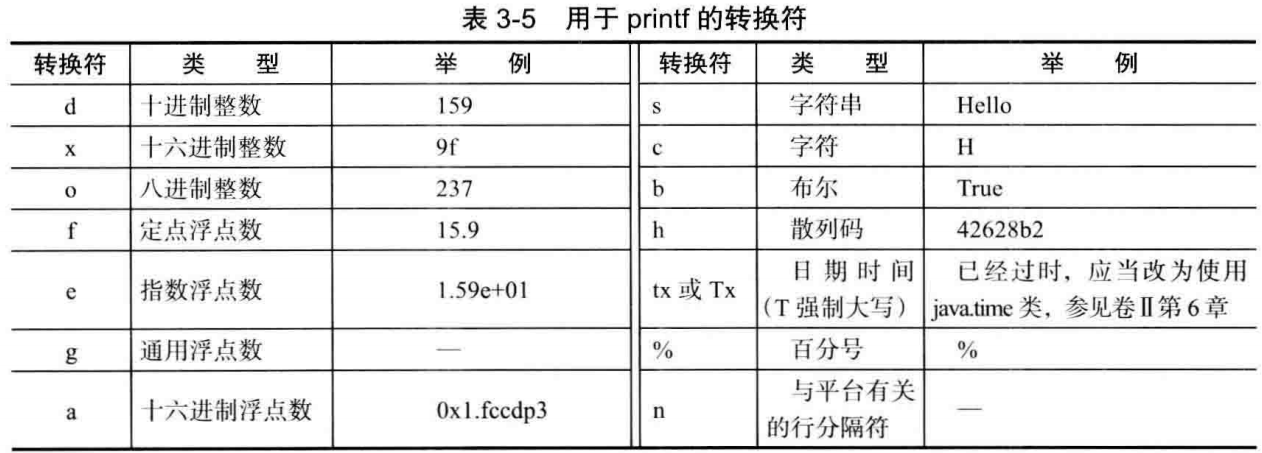 表 3-5 用于 printf 的转换符
转换符 类 型 举 例 转换符 类 型 举 例
d 十进制整数 159 s 字符串 Hello
x 十六进制整数 9f c 字符 H
o 八进制整数 237 b 布尔 True
f 定点浮点数 15.9 h 散列码 42628b2
e 指数浮点数 1.59e+01 tx 或 Tx 日 期 时 间 已经过时，应当改为使用
（T 强制大写） java.time 类，参见卷Ⅱ第 6 章
g 通用浮点数 — % 百分号 %
a 十六进制浮点数 0x1.fccdp3 n 与平台有关 —
的行分隔符